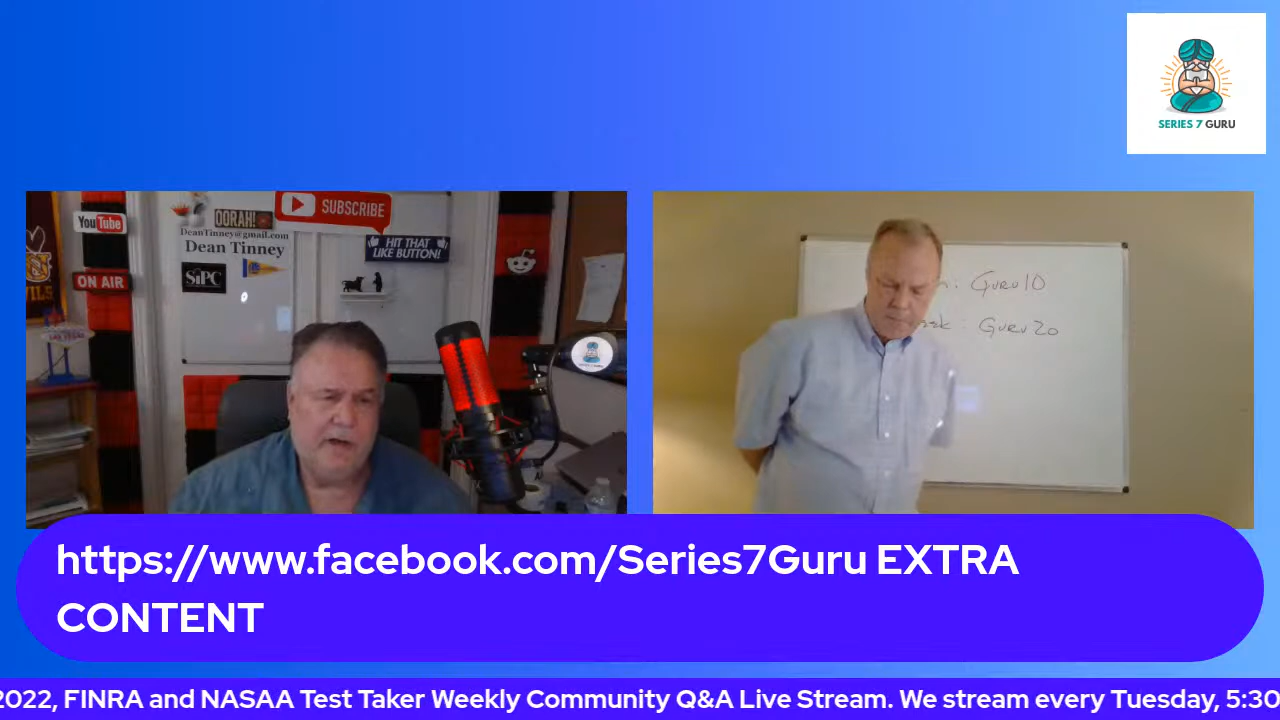 SERIES 7 GURU
YouTube
OORAH!
SUBSCRIBE
DeanTinney@gmail.com
Dean Tinney
HIT THAT
LIKE BUTTON!
SIPC
ON AIR
LAS VEGAS
Guru10
Guru20
https://www.facebook.com/Series7Guru EXTRA
CONTENT
2022, FINRA and NASAA Test Taker Weekly Community Q&A Live Stream. We stream every Tuesday, 5:30